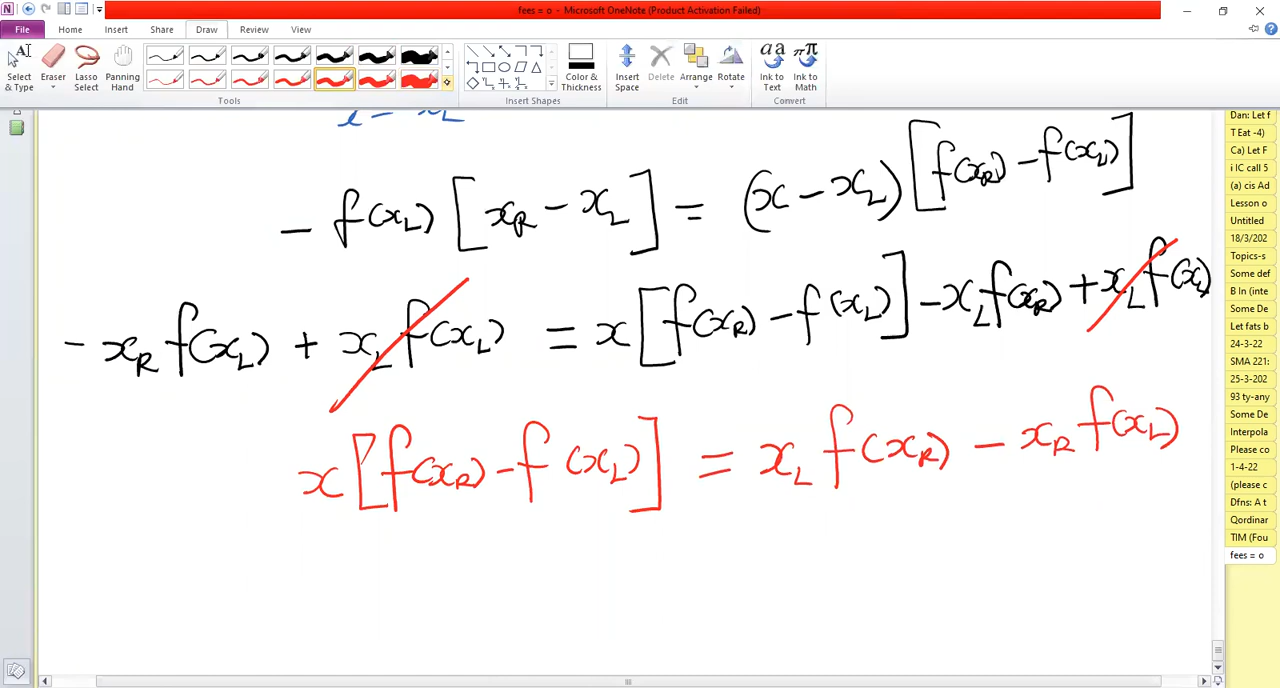 fees = o - Microsoft OneNote (Product Activation Failed)
File Home Insert Share Draw Review View
Select & Type
Eraser
Lasso Select
Panning Hand
Color & Thickness
Insert Space
Delete
Arrange
Rotate
Ink to Text
Ink to Math
Tools
Insert Shapes
Edit
Convert
- f(x_L) [x_R - x_L] = (x - x_L) [f(x_R) - f(x_L)]
- x_R f(x_L) + x_L f(x_L) = x [f(x_R) - f(x_L)] - x_L f(x_R) + x_L f(x_L)
x [f(x_R) - f(x_L)] = x_L f(x_R) - x_R f(x_L)
Dan: Let f
T Eat -4)
Ca) Let F
i IC call 5
(a) cis Ad
Lesson o
Untitled
18/3/202
Topics-s
Some def
B In (inte
Some De
Let fats b
24-3-22
SMA 221:
25-3-202
93 ty-any
Some De
Interpola
Please co
1-4-22
(please c
Dfns: A t
Qordinar
TIM (Fou
fees = o